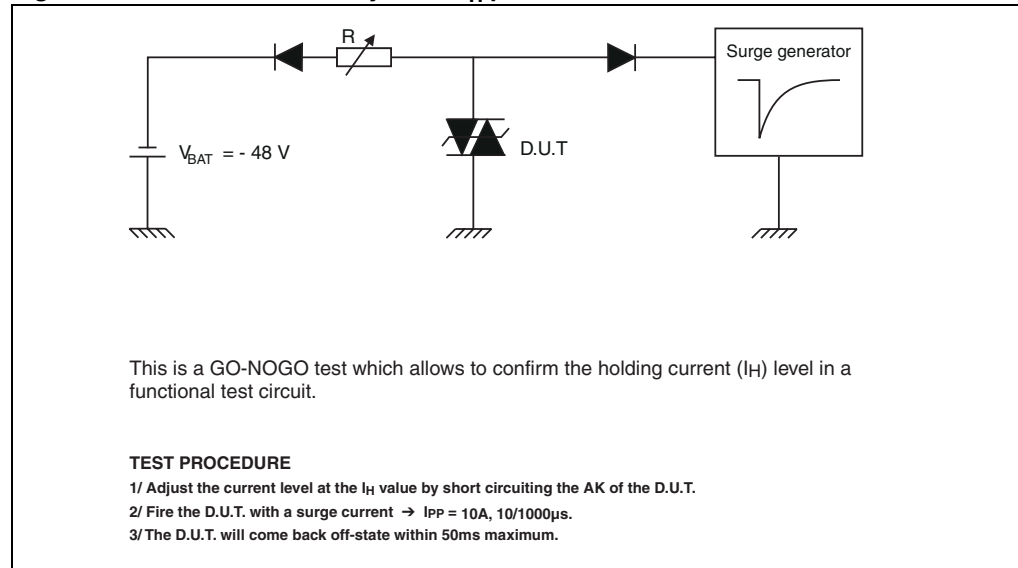 R
Surge generator
VBAT = - 48 V
D.U.T
This is a GO-NOGO test which allows to confirm the holding current (IH) level in a
functional test circuit.
TEST PROCEDURE
1/ Adjust the current level at the IH value by short circuiting the AK of the D.U.T.
2/ Fire the D.U.T. with a surge current → IPP = 10A, 10/1000µs.
3/ The D.U.T. will come back off-state within 50ms maximum.